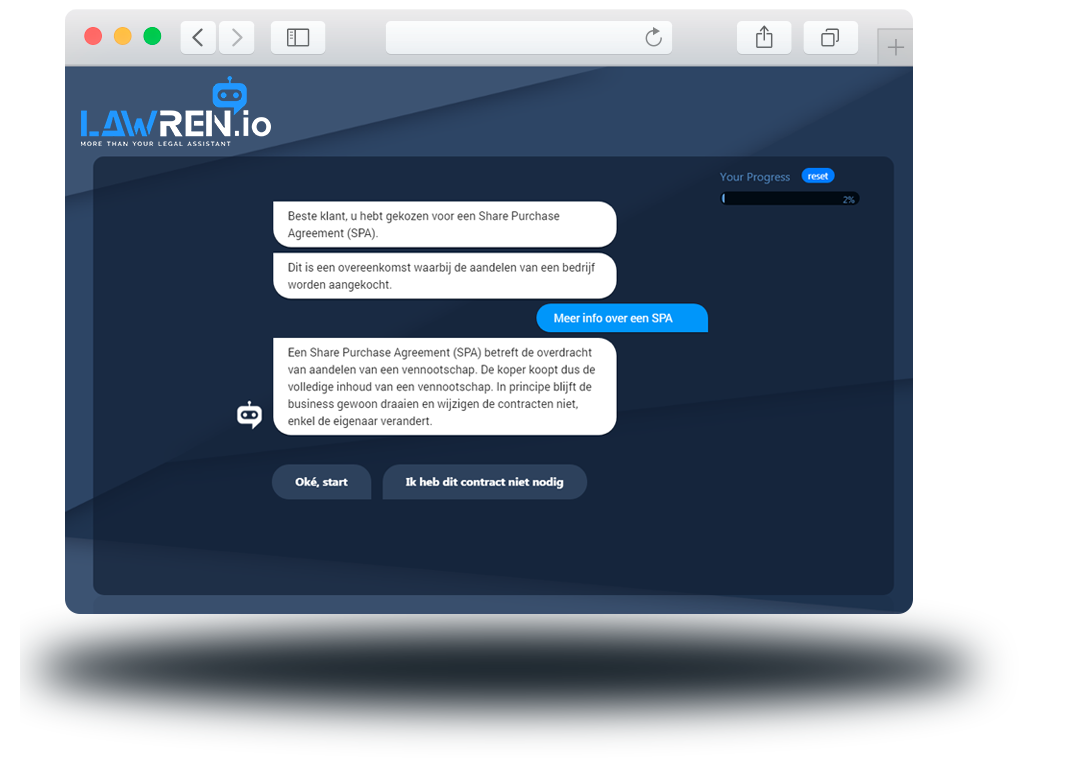 LAWREN.io
MORE THAN YOUR LEGAL ASSISTANT
Your Progress reset
2%
Beste klant, u hebt gekozen voor een Share Purchase
Agreement (SPA).
Dit is een overeenkomst waarbij de aandelen van een bedrijf
worden aangekocht.
Meer info over een SPA
Een Share Purchase Agreement (SPA) betreft de overdracht
van aandelen van een vennootschap. De koper koopt dus de
volledige inhoud van een vennootschap. In principe blijft de
business gewoon draaien en wijzigen de contracten niet,
enkel de eigenaar verandert.
Oké, start
Ik heb dit contract niet nodig